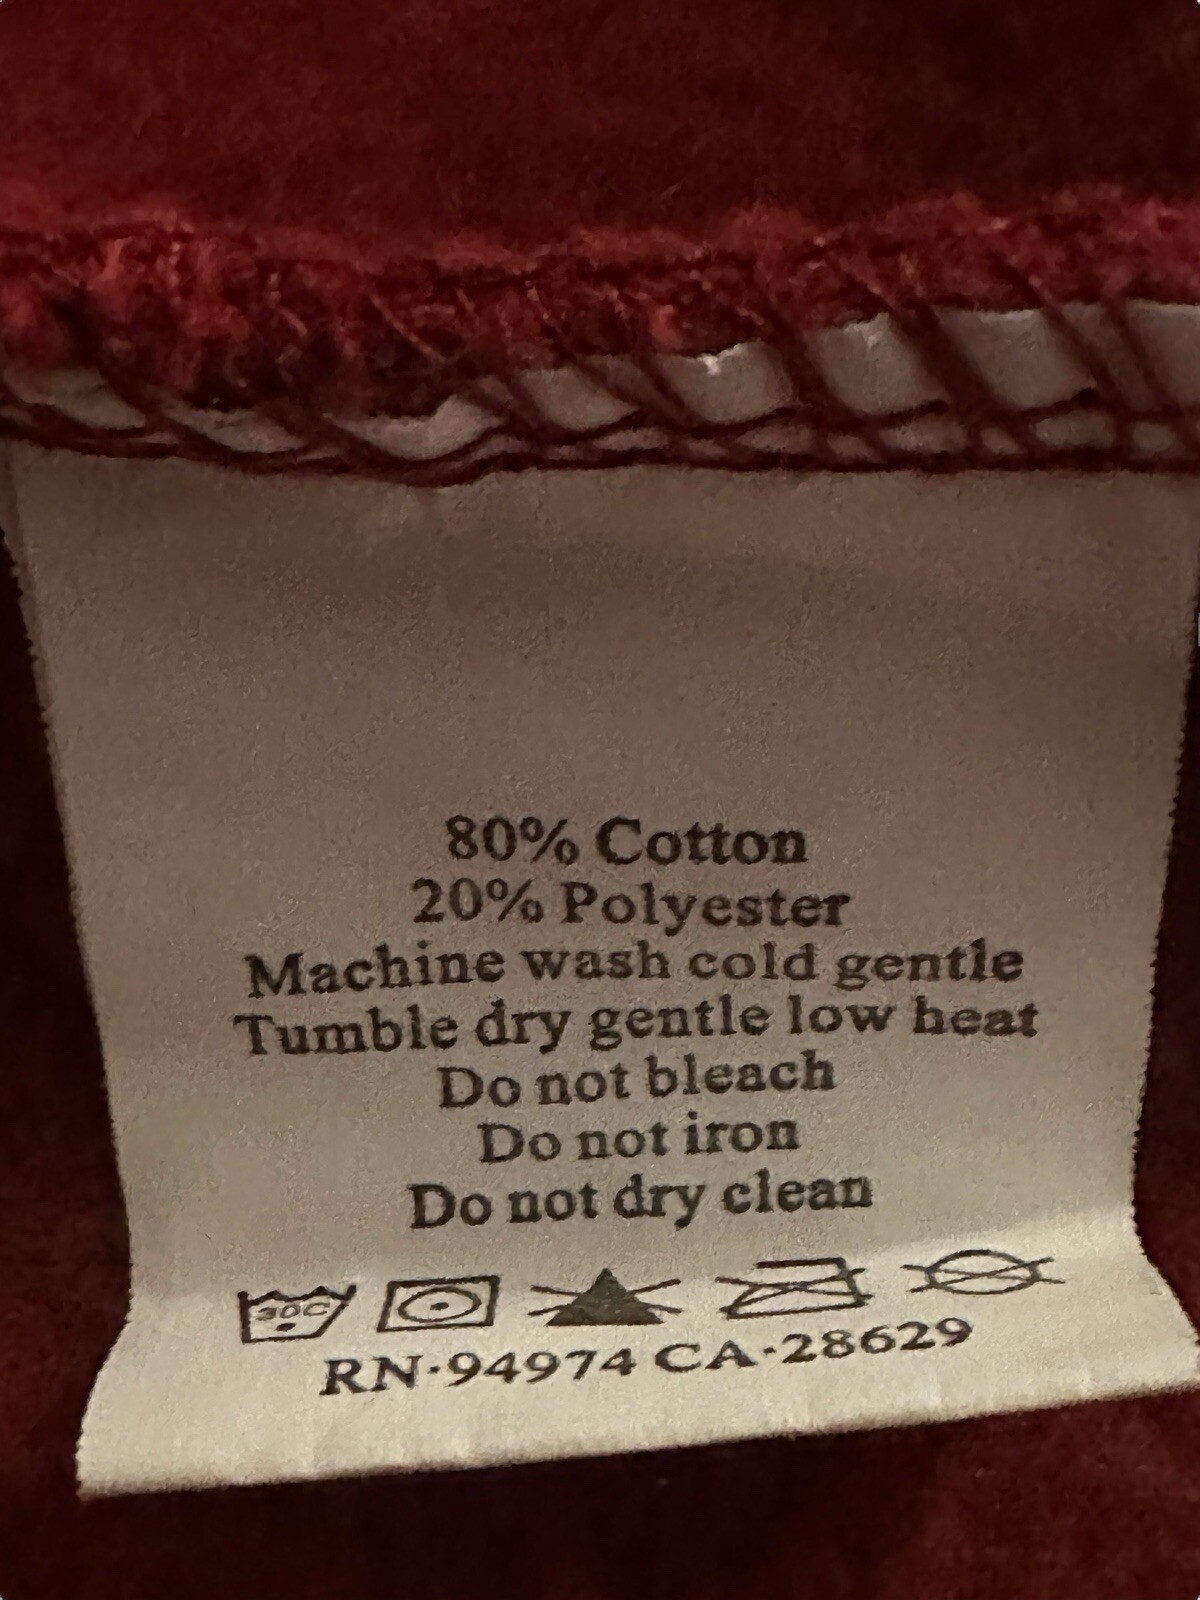 80% Cotton
20% Polyester
Machine wash cold gentle
Tumble dry gentle low heat
Do not bleach
Do not iron
Do not dry clean
30C
RN·94974 CA·28629